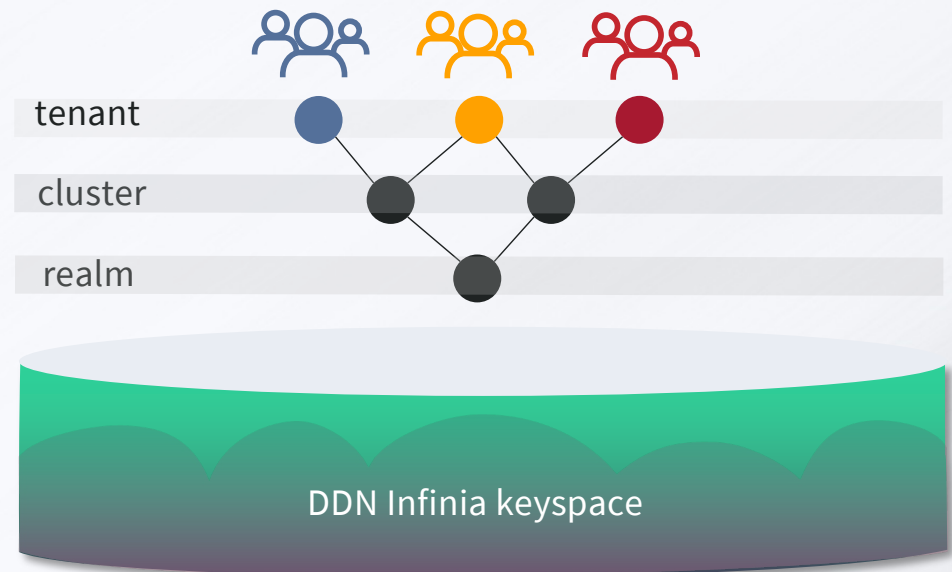 tenant
cluster
realm
DDN Infinia keyspace